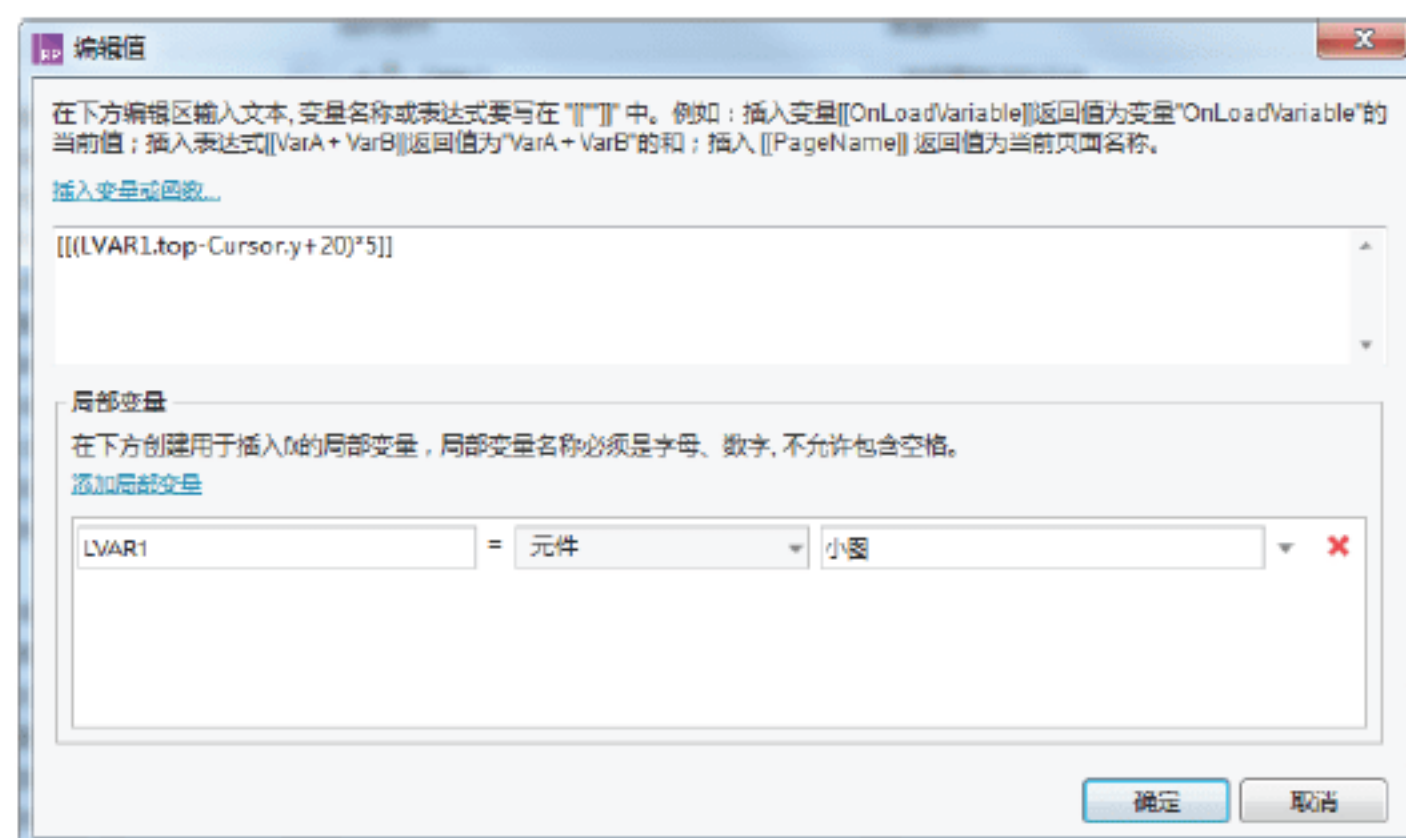 编辑值
在下方编辑区输入文本,变量名称或表达式要写在 "[[""]]" 中。例如：插入变量[[OnLoadVariable]]返回值为变量"OnLoadVariable"的
当前值；插入表达式[[VarA + VarB]]返回值为"VarA + VarB"的和；插入 [[PageName]] 返回值为当前页面名称。
插入变量或函数...
[[(LVAR1.top-Cursor.y+20)*5]]
局部变量
在下方创建用于插入fx的局部变量，局部变量名称必须是字母、数字,不允许包含空格。
添加局部变量
LVAR1 = 元件 小图
确定 取消